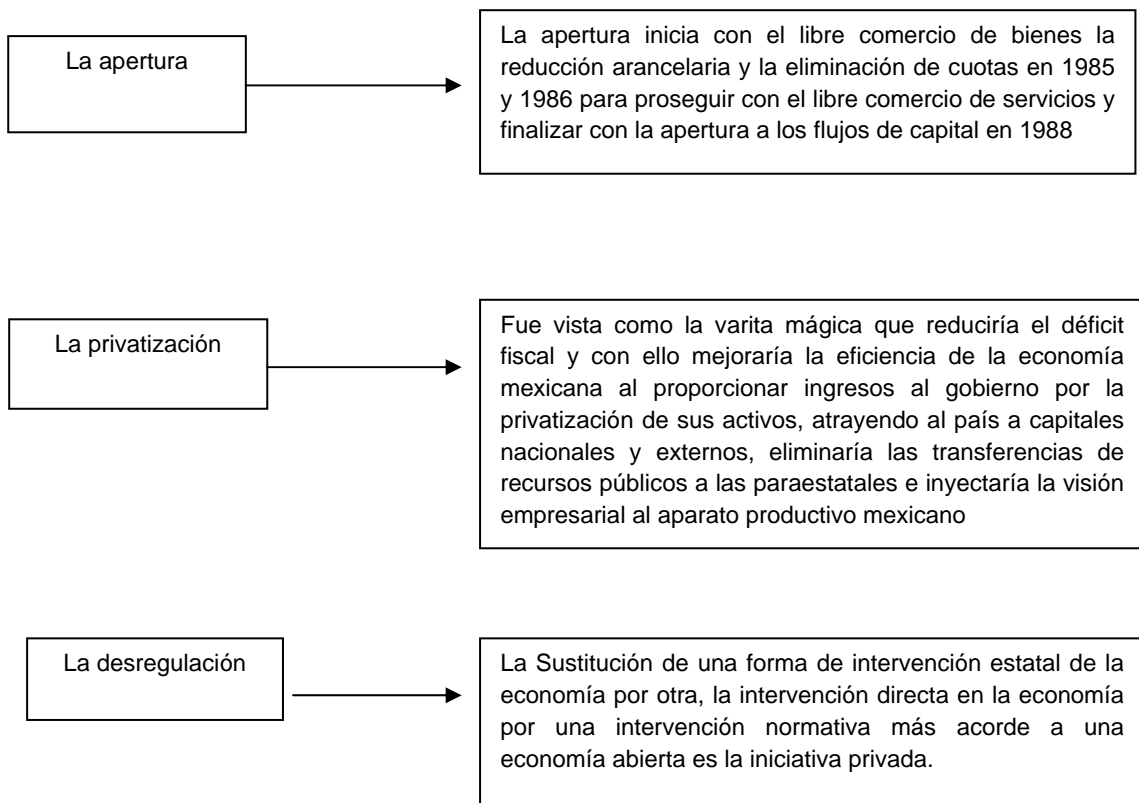 La apertura
La apertura inicia con el libre comercio de bienes la
reducción arancelaria y la eliminación de cuotas en 1985
y 1986 para proseguir con el libre comercio de servicios y
finalizar con la apertura a los flujos de capital en 1988
La privatización
Fue vista como la varita mágica que reduciría el déficit
fiscal y con ello mejoraría la eficiencia de la economía
mexicana al proporcionar ingresos al gobierno por la
privatización de sus activos, atrayendo al país a capitales
nacionales y externos, eliminaría las transferencias de
recursos públicos a las paraestatales e inyectaría la visión
empresarial al aparato productivo mexicano
La desregulación
La Sustitución de una forma de intervención estatal de la
economía por otra, la intervención directa en la economía
por una intervención normativa más acorde a una
economía abierta es la iniciativa privada.